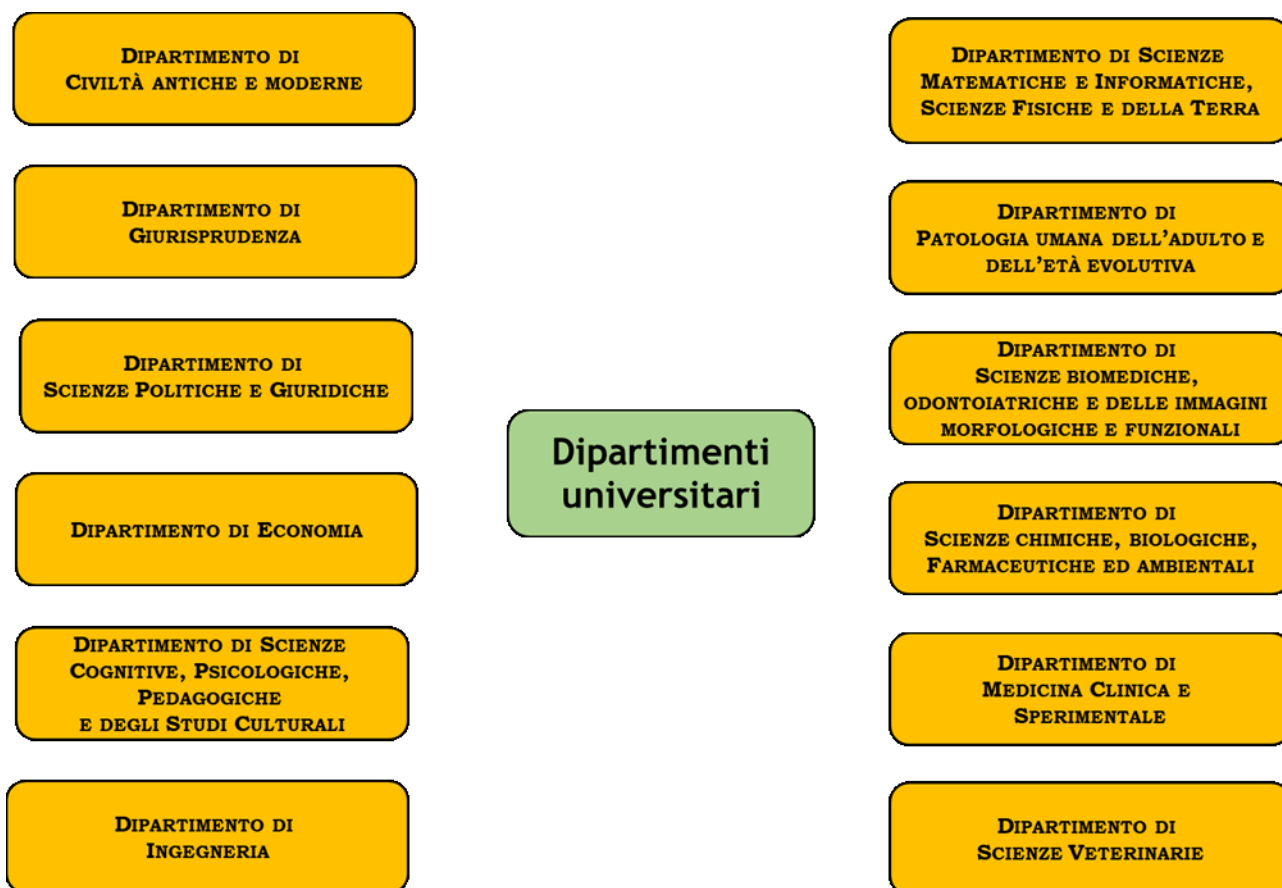 Dipartimento di
Civiltà antiche e moderne
Dipartimento di
Giurisprudenza
Dipartimento di
Scienze Politiche e Giuridiche
Dipartimento di Economia
Dipartimento di Scienze
Cognitive, Psicologiche,
Pedagogiche
e degli Studi Culturali
Dipartimento di
Ingegneria
Dipartimenti
universitari
Dipartimento di Scienze
Matematiche e Informatiche,
Scienze Fisiche e della Terra
Dipartimento di
Patologia umana dell'adulto e
dell'età evolutiva
Dipartimento di
Scienze biomediche,
odontoiatriche e delle immagini
morfologiche e funzionali
Dipartimento di
Scienze chimiche, biologiche,
Farmaceutiche ed ambientali
Dipartimento di
Medicina Clinica e
Sperimentale
Dipartimento di
Scienze Veterinarie